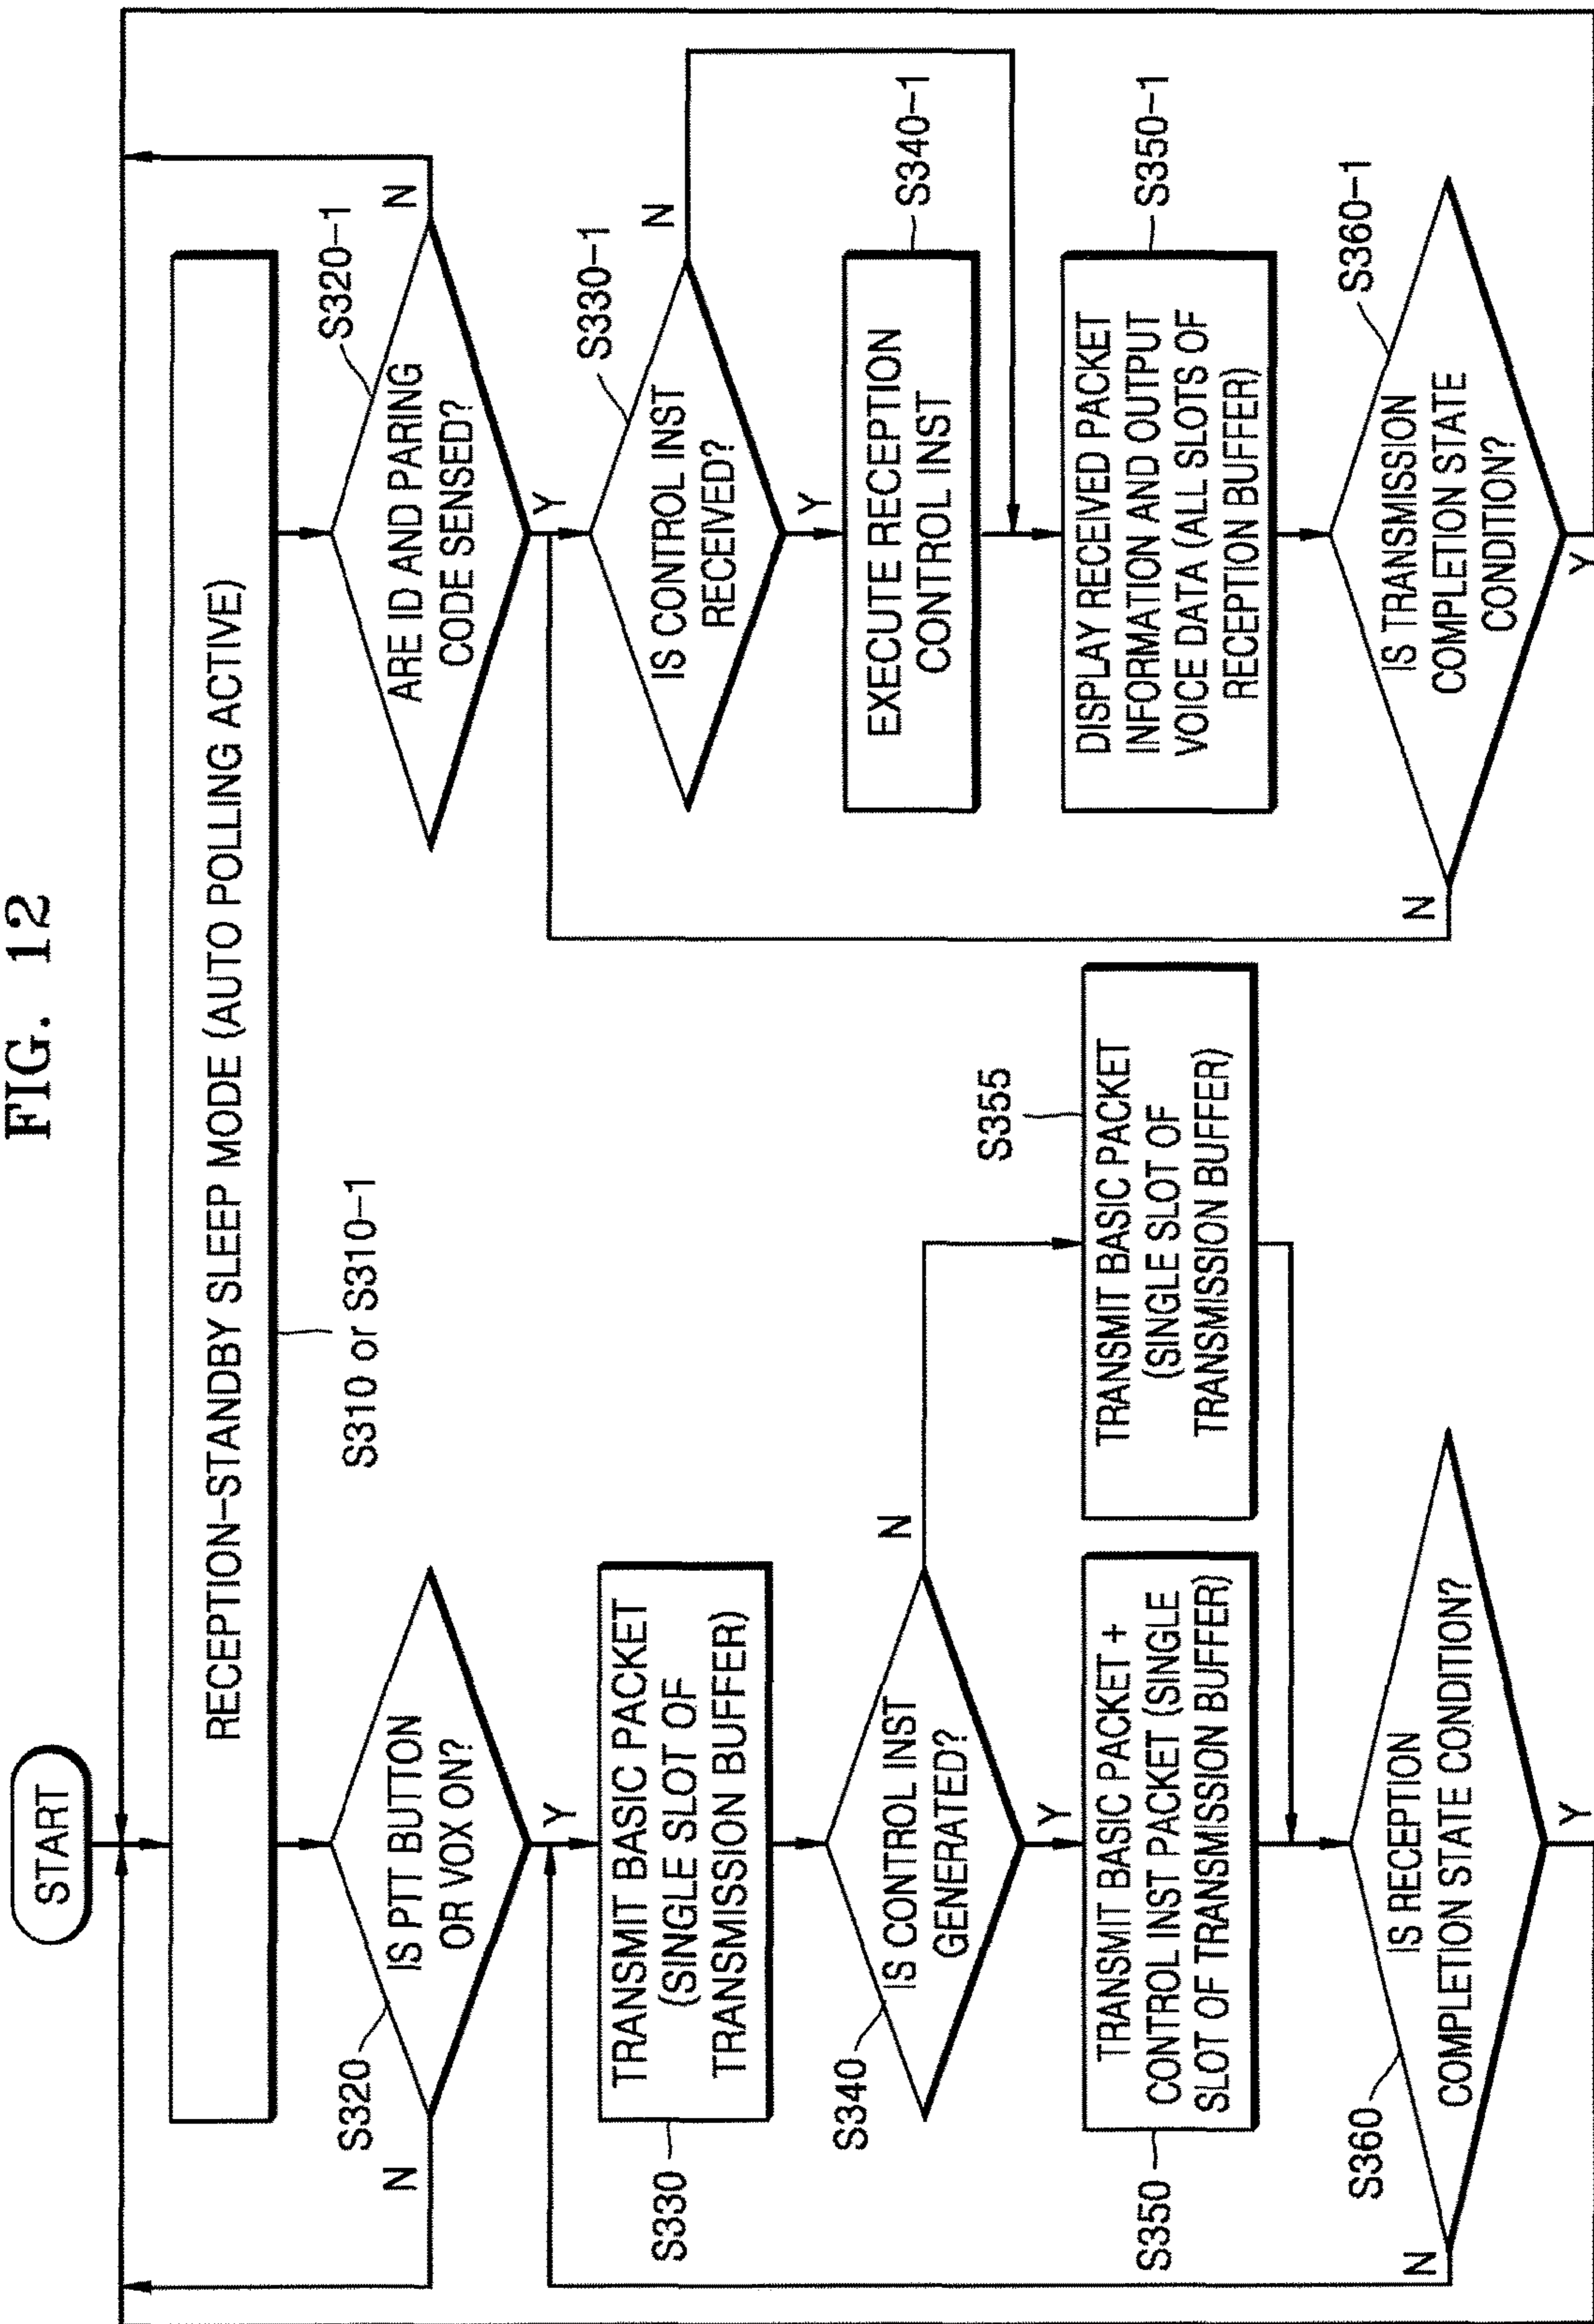 FIG. 12
START
RECEPTION-STANDBY SLEEP MODE (AUTO POLLING ACTIVE)
S310 or S310-1
S320
IS PTT BUTTON
OR VOX ON?
N
Y
S330
TRANSMIT BASIC PACKET
(SINGLE SLOT OF
TRANSMISSION BUFFER)
S340
IS CONTROL INST
GENERATED?
N
Y
S350
TRANSMIT BASIC PACKET +
CONTROL INST PACKET (SINGLE
SLOT OF TRANSMISSION BUFFER)
S355
TRANSMIT BASIC PACKET
(SINGLE SLOT OF
TRANSMISSION BUFFER)
S360
IS RECEPTION
COMPLETION STATE CONDITION?
N
Y
S320-1
ARE ID AND PARING
CODE SENSED?
N
Y
S330-1
IS CONTROL INST
RECEIVED?
N
Y
S340-1
EXECUTE RECEPTION
CONTROL INST
S350-1
DISPLAY RECEIVED PACKET
INFORMATION AND OUTPUT
VOICE DATA (ALL SLOTS OF
RECEPTION BUFFER)
S360-1
IS TRANSMISSION
COMPLETION STATE
CONDITION?
N
Y